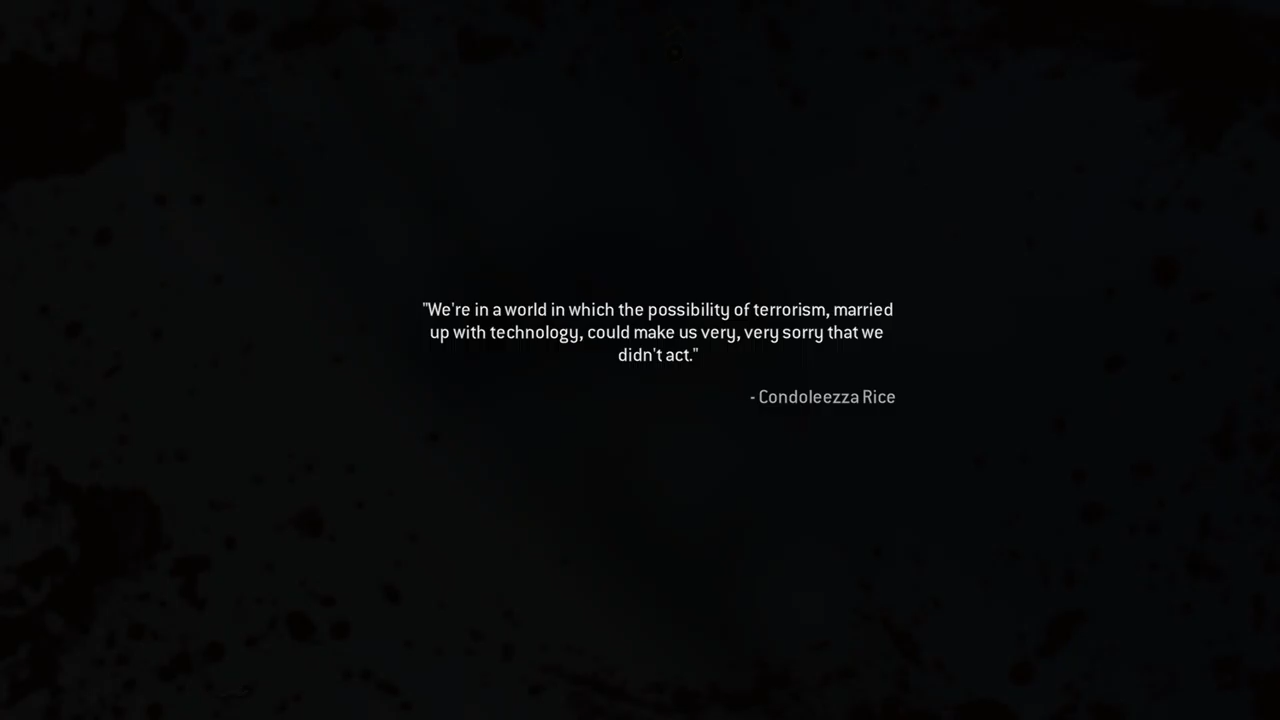 "We're in a world in which the possibility of terrorism, married
up with technology, could make us very, very sorry that we
didn't act."
- Condoleezza Rice